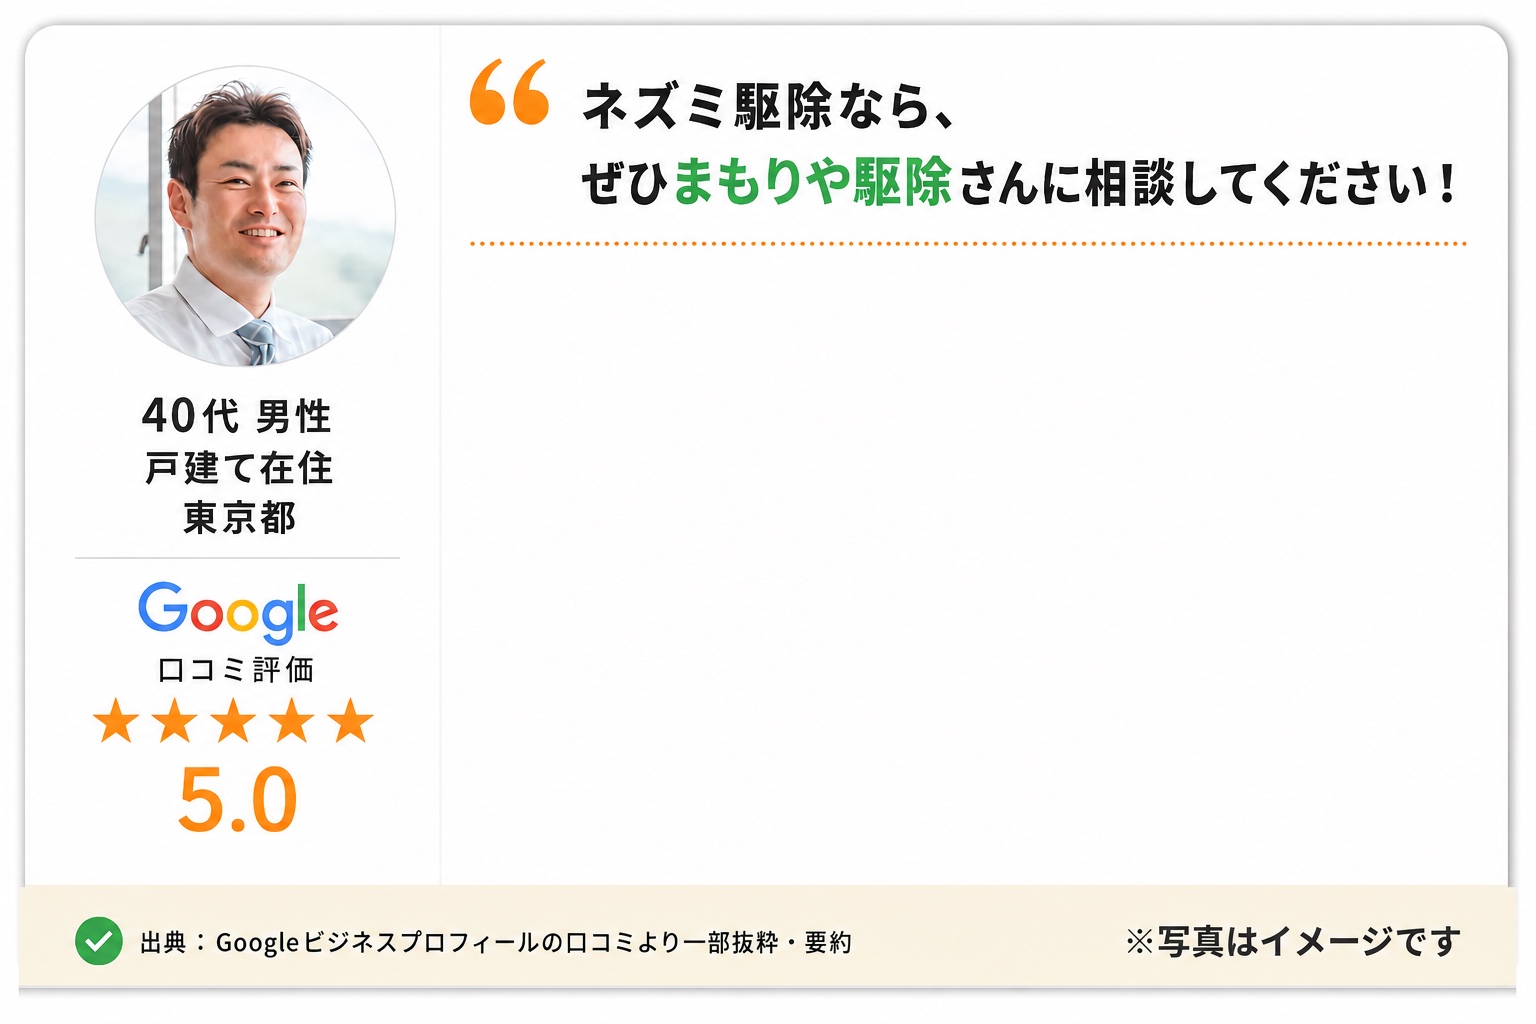 40代 男性
戸建て在住
東京都
Google
口コミ評価
★★★★★
5.0
“ネズミ駆除なら、
ぜひまもりや駆除さんに相談してください！
出典：Googleビジネスプロフィールの口コミより一部抜粋・要約
※写真はイメージです